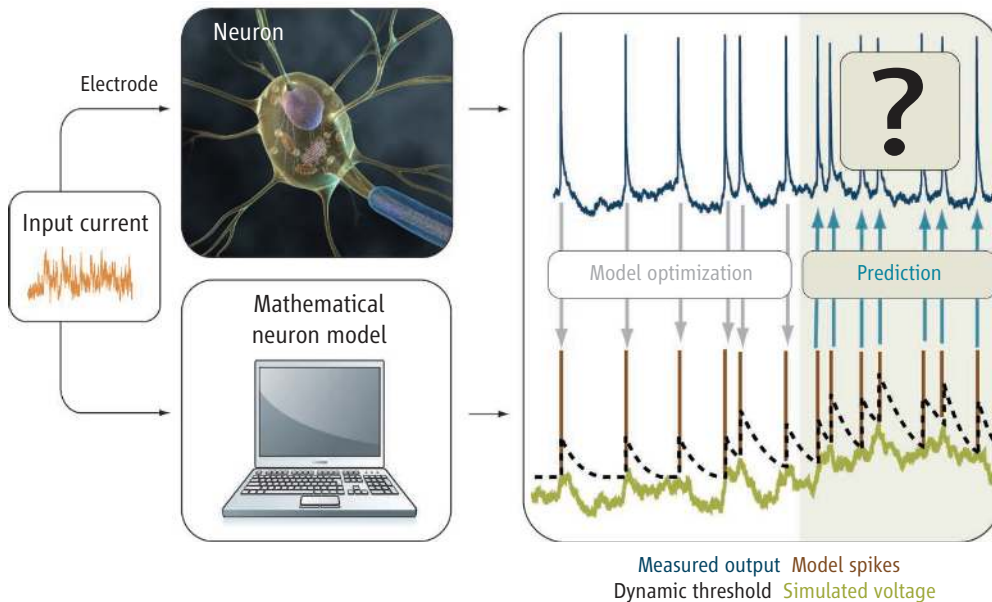 Neuron
Electrode
Input current
Mathematical
neuron model
?
Model optimization
Prediction
Measured output Model spikes
Dynamic threshold Simulated voltage